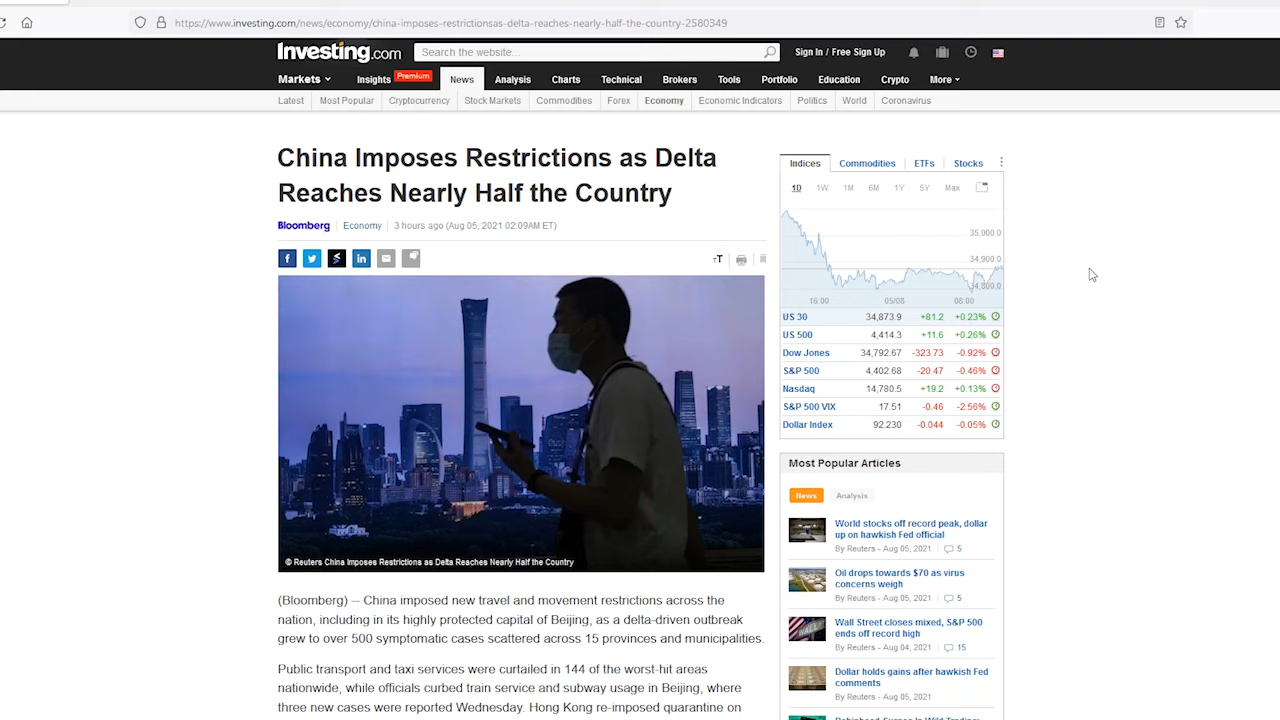 https://www.investing.com/news/economy/china-imposes-restrictionsas-delta-reaches-nearly-half-the-country-2580349
Investing.com
Search the website...
Sign In / Free Sign Up
Markets
Insights
Premium
News
Analysis
Charts
Technical
Brokers
Tools
Portfolio
Education
Crypto
More
Latest
Most Popular
Cryptocurrency
Stock Markets
Commodities
Forex
Economy
Economic Indicators
Politics
World
Coronavirus
China Imposes Restrictions as Delta
Reaches Nearly Half the Country
Bloomberg
Economy
3 hours ago (Aug 05, 2021 02:09AM ET)
© Reuters China Imposes Restrictions as Delta Reaches Nearly Half the Country
(Bloomberg) -- China imposed new travel and movement restrictions across the
nation, including in its highly protected capital of Beijing, as a delta-driven outbreak
grew to over 500 symptomatic cases scattered across 15 provinces and municipalities.
Public transport and taxi services were curtailed in 144 of the worst-hit areas
nationwide, while officials curbed train service and subway usage in Beijing, where
three new cases were reported Wednesday. Hong Kong re-imposed quarantine on
Indices
Commodities
ETFs
Stocks
1D 1W 1M 6M 1Y 5Y Max
35,000.0
34,900.0
34,800.0
16:00 05/08 08:00
US 30 34,873.9 +81.2 +0.23%
US 500 4,414.3 +11.6 +0.26%
Dow Jones 34,792.67 -323.73 -0.92%
S&P 500 4,402.68 -20.47 -0.46%
Nasdaq 14,780.5 +19.2 +0.13%
S&P 500 VIX 17.51 -0.46 -2.56%
Dollar Index 92.230 -0.044 -0.05%
Most Popular Articles
News
Analysis
World stocks off record peak, dollar
up on hawkish Fed official
By Reuters - Aug 05, 2021 5
Oil drops towards $70 as virus
concerns weigh
By Reuters - Aug 05, 2021 5
Wall Street closes mixed, S&P 500
ends off record high
By Reuters - Aug 04, 2021 15
Dollar holds gains after hawkish Fed
comments
By Reuters - Aug 05, 2021